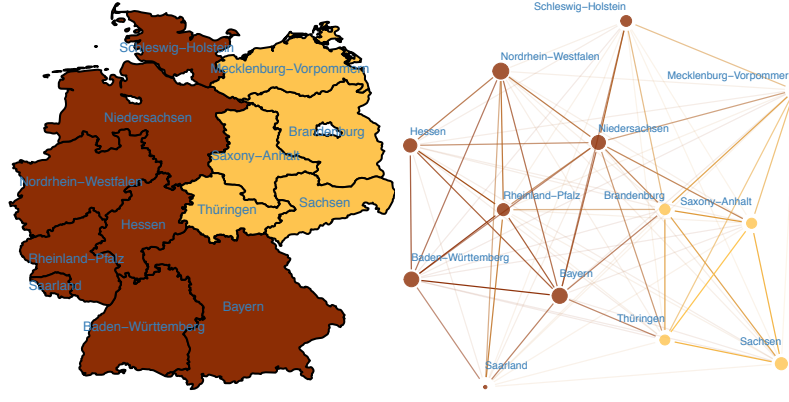 Schleswig−Holstein
Mecklenburg−Vorpommern
Niedersachsen
Brandenburg
Saxony−Anhalt
Nordrhein−Westfalen
Thüringen
Sachsen
Hessen
Rheinland−Pfalz
Saarland
Bayern
Baden−Württemberg
Schleswig−Holstein
Nordrhein−Westfalen
Mecklenburg−Vorpommer
Hessen
Niedersachsen
Rheinland−Pfalz
Brandenburg
Saxony−Anhalt
Baden−Württemberg
Bayern
Thüringen
Sachsen
Saarland